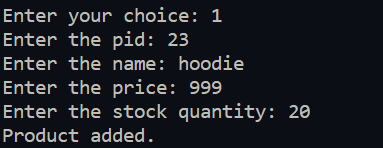 Enter your choice: 1
Enter the pid: 23
Enter the name: hoodie
Enter the price: 999
Enter the stock quantity: 20
Product added.